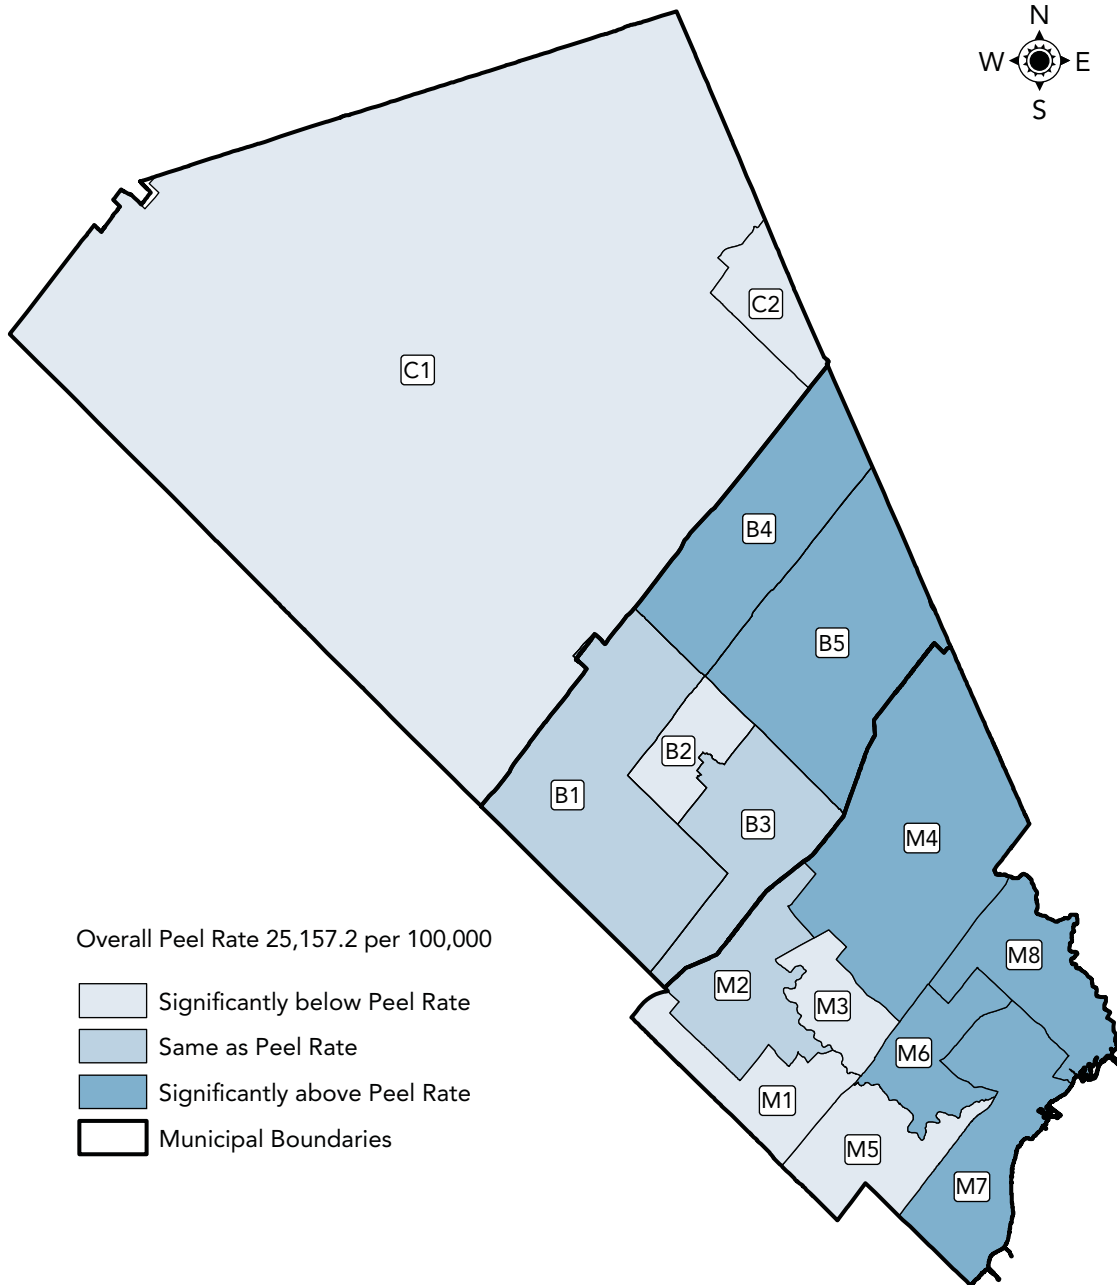 N
W E
S
C2
C1
B4
B5
B2
B1
B3
M4
Overall Peel Rate 25,157.2 per 100,000
M8
M2
Significantly below Peel Rate
M3
Same as Peel Rate
M6
Significantly above Peel Rate
M1
Municipal Boundaries
M5
M7